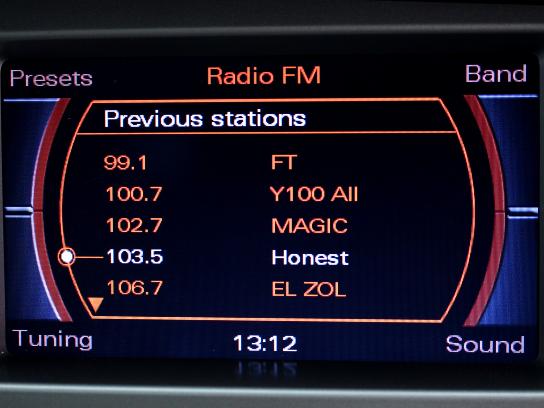 Presets Radio FM Band
Previous stations
99.1 FT
100.7 Y100 All
102.7 MAGIC
103.5 Honest
106.7 EL ZOL
Tuning 13:12 Sound